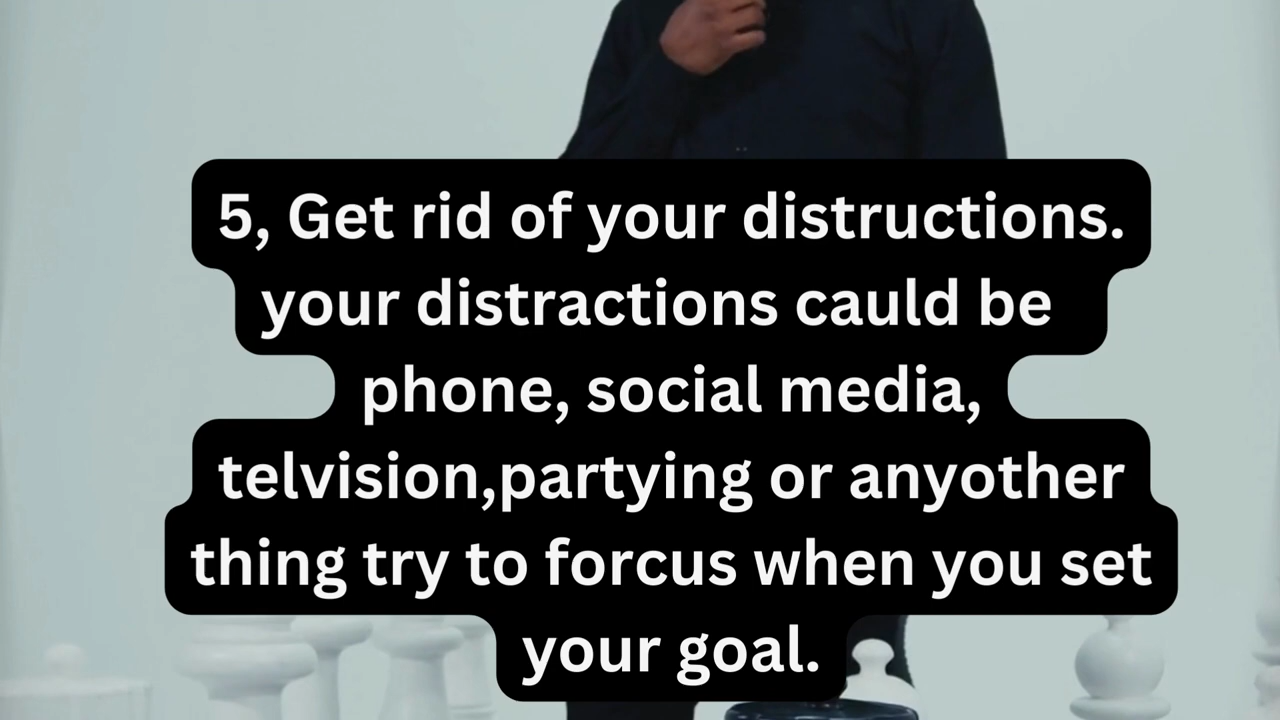 5, Get rid of your distructions.
your distractions cauld be
phone, social media,
telvision,partying or anyother
thing try to forcus when you set
your goal.